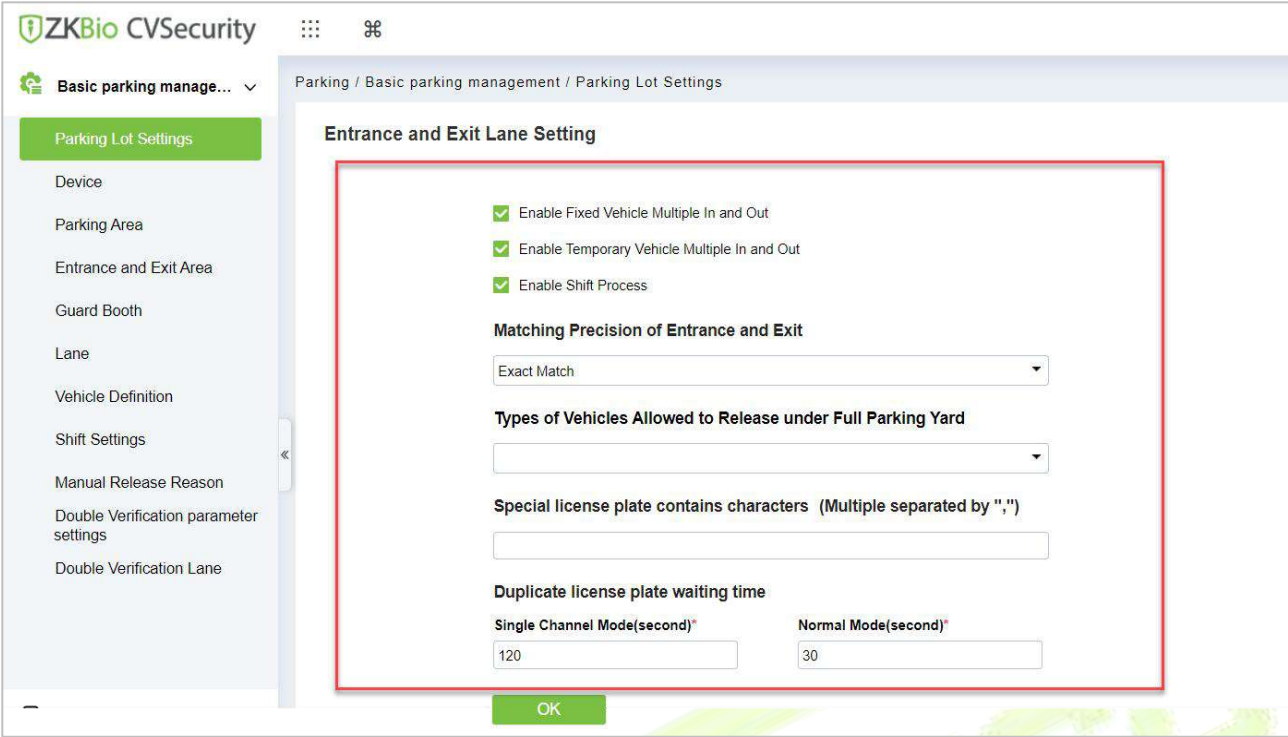 ZKBio CVSecurity
Basic parking manage...
Parking / Basic parking management / Parking Lot Settings
Parking Lot Settings
Device
Parking Area
Entrance and Exit Area
Guard Booth
Lane
Vehicle Definition
Shift Settings
Manual Release Reason
Double Verification parameter
settings
Double Verification Lane
Entrance and Exit Lane Setting
Enable Fixed Vehicle Multiple In and Out
Enable Temporary Vehicle Multiple In and Out
Enable Shift Process
Matching Precision of Entrance and Exit
Exact Match
Types of Vehicles Allowed to Release under Full Parking Yard
Special license plate contains characters (Multiple separated by ",")
Duplicate license plate waiting time
Single Channel Mode(second)* Normal Mode(second)*
120 30
OK